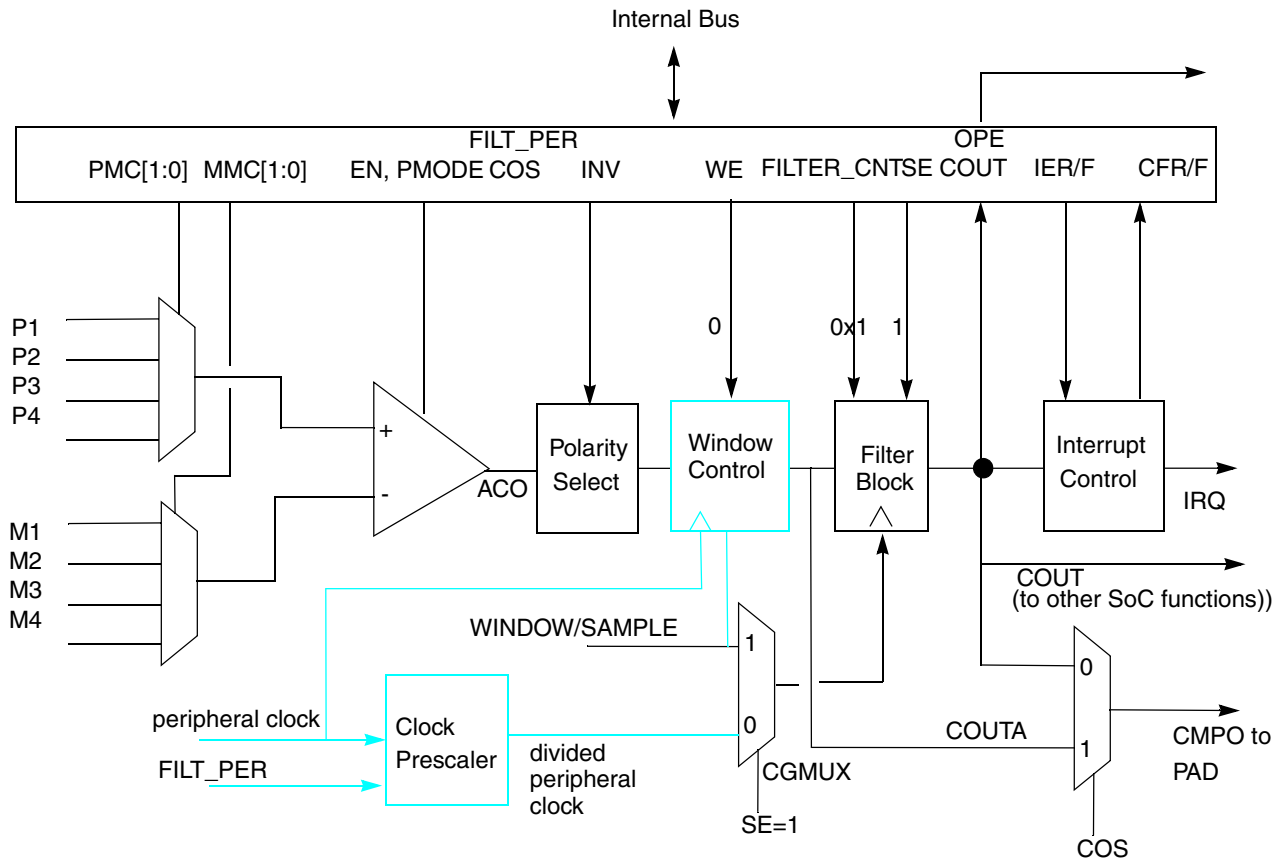 Internal Bus
FILT_PER
OPE
PMC[1:0] MMC[1:0] EN, PMODE COS INV WE FILTER_CNT SE COUT IER/F CFR/F
0 0x1 1
P1
P2
P3
P4
+
-
ACO
Polarity
Select
Window
Control
Filter
Block
Interrupt
Control
IRQ
M1
M2
M3
M4
COUT
(to other SoC functions))
WINDOW/SAMPLE
1
0
CGMUX
SE=1
peripheral clock
FILT_PER
Clock
Prescaler
divided
peripheral
clock
COUTA
0
1
CMPO to
PAD
COS